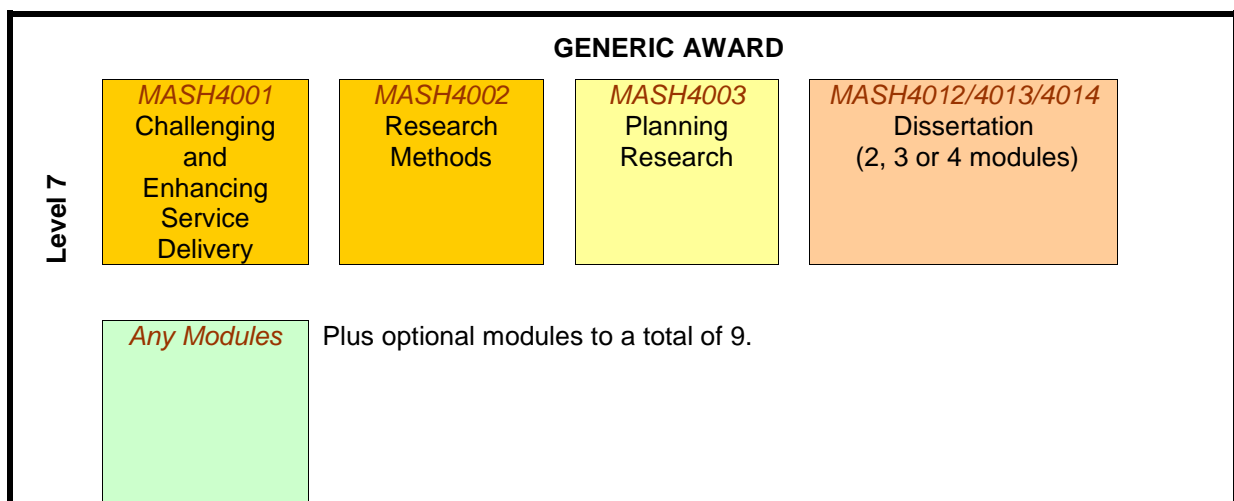 GENERIC AWARD
Level 7
MASH4001
Challenging
and
Enhancing
Service
Delivery
MASH4002
Research
Methods
MASH4003
Planning
Research
MASH4012/4013/4014
Dissertation
(2, 3 or 4 modules)
Any Modules
Plus optional modules to a total of 9.